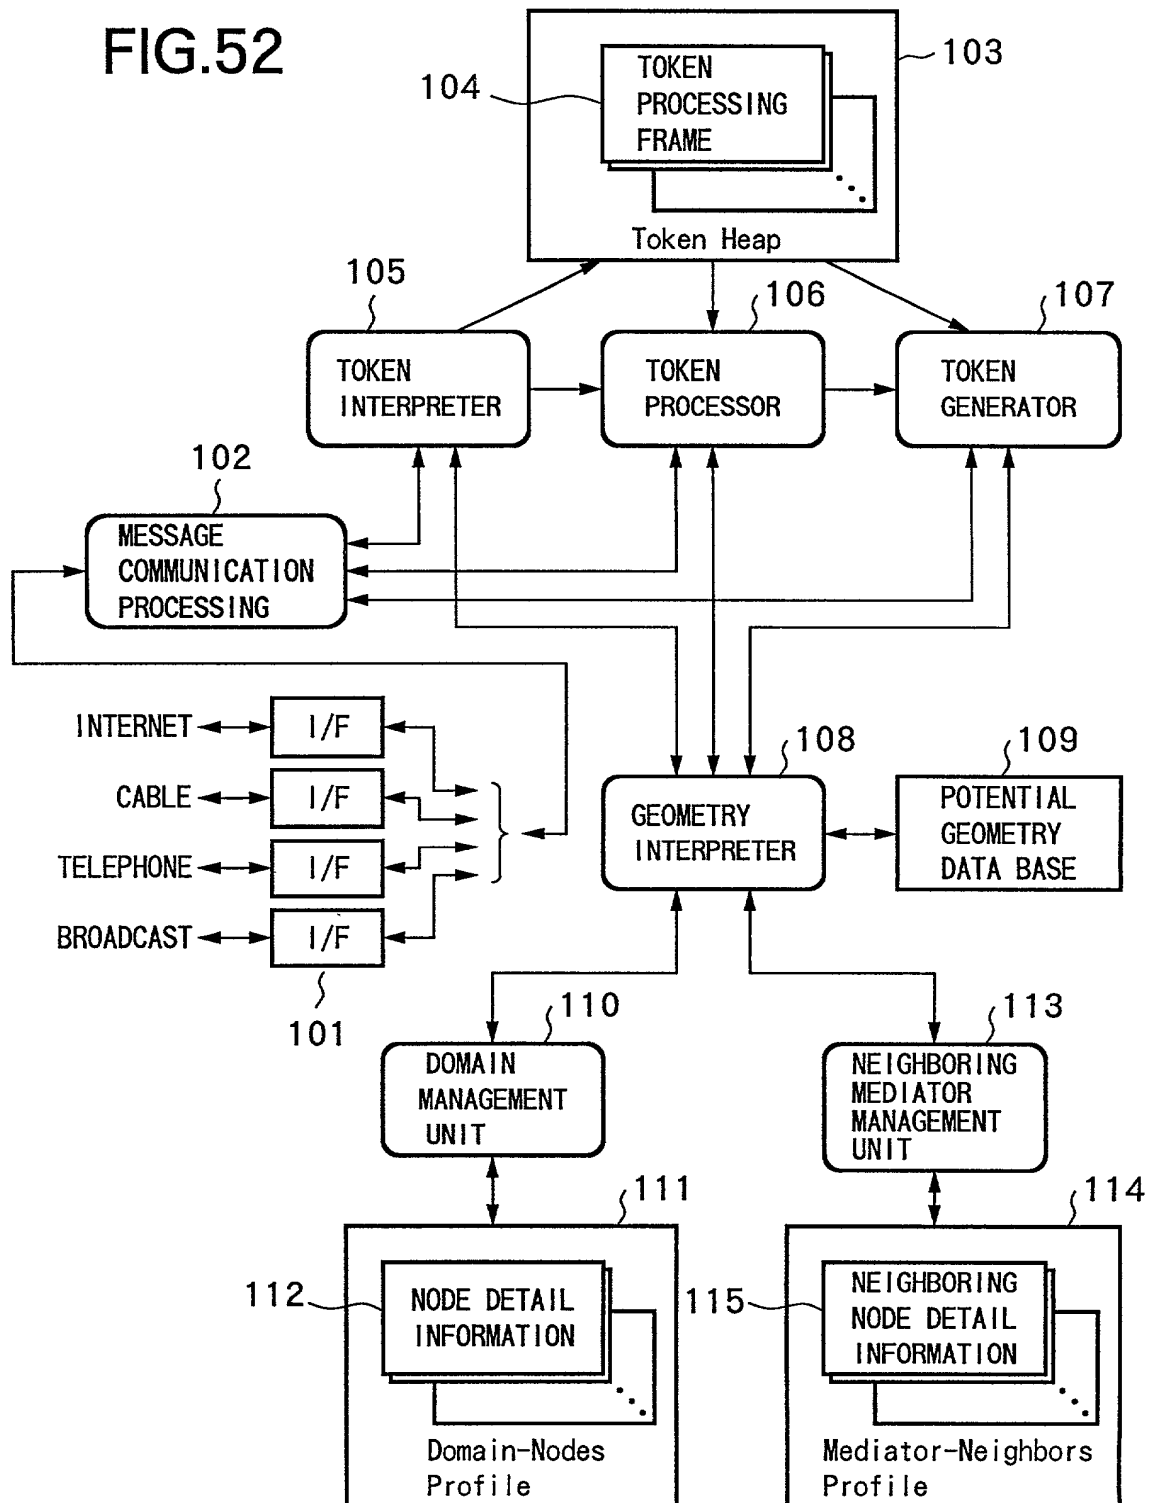 FIG.52
103
104
TOKEN
PROCESSING
FRAME
Token Heap
105
106
107
TOKEN
INTERPRETER
TOKEN
PROCESSOR
TOKEN
GENERATOR
102
MESSAGE
COMMUNICATION
PROCESSING
INTERNET
I/F
CABLE
I/F
TELEPHONE
I/F
BROADCAST
I/F
101
108
109
GEOMETRY
INTERPRETER
POTENTIAL
GEOMETRY
DATA BASE
110
113
DOMAIN
MANAGEMENT
UNIT
NEIGHBORING
MEDIATOR
MANAGEMENT
UNIT
111
114
112
NODE DETAIL
INFORMATION
115
NEIGHBORING
NODE DETAIL
INFORMATION
Domain-Nodes
Profile
Mediator-Neighbors
Profile